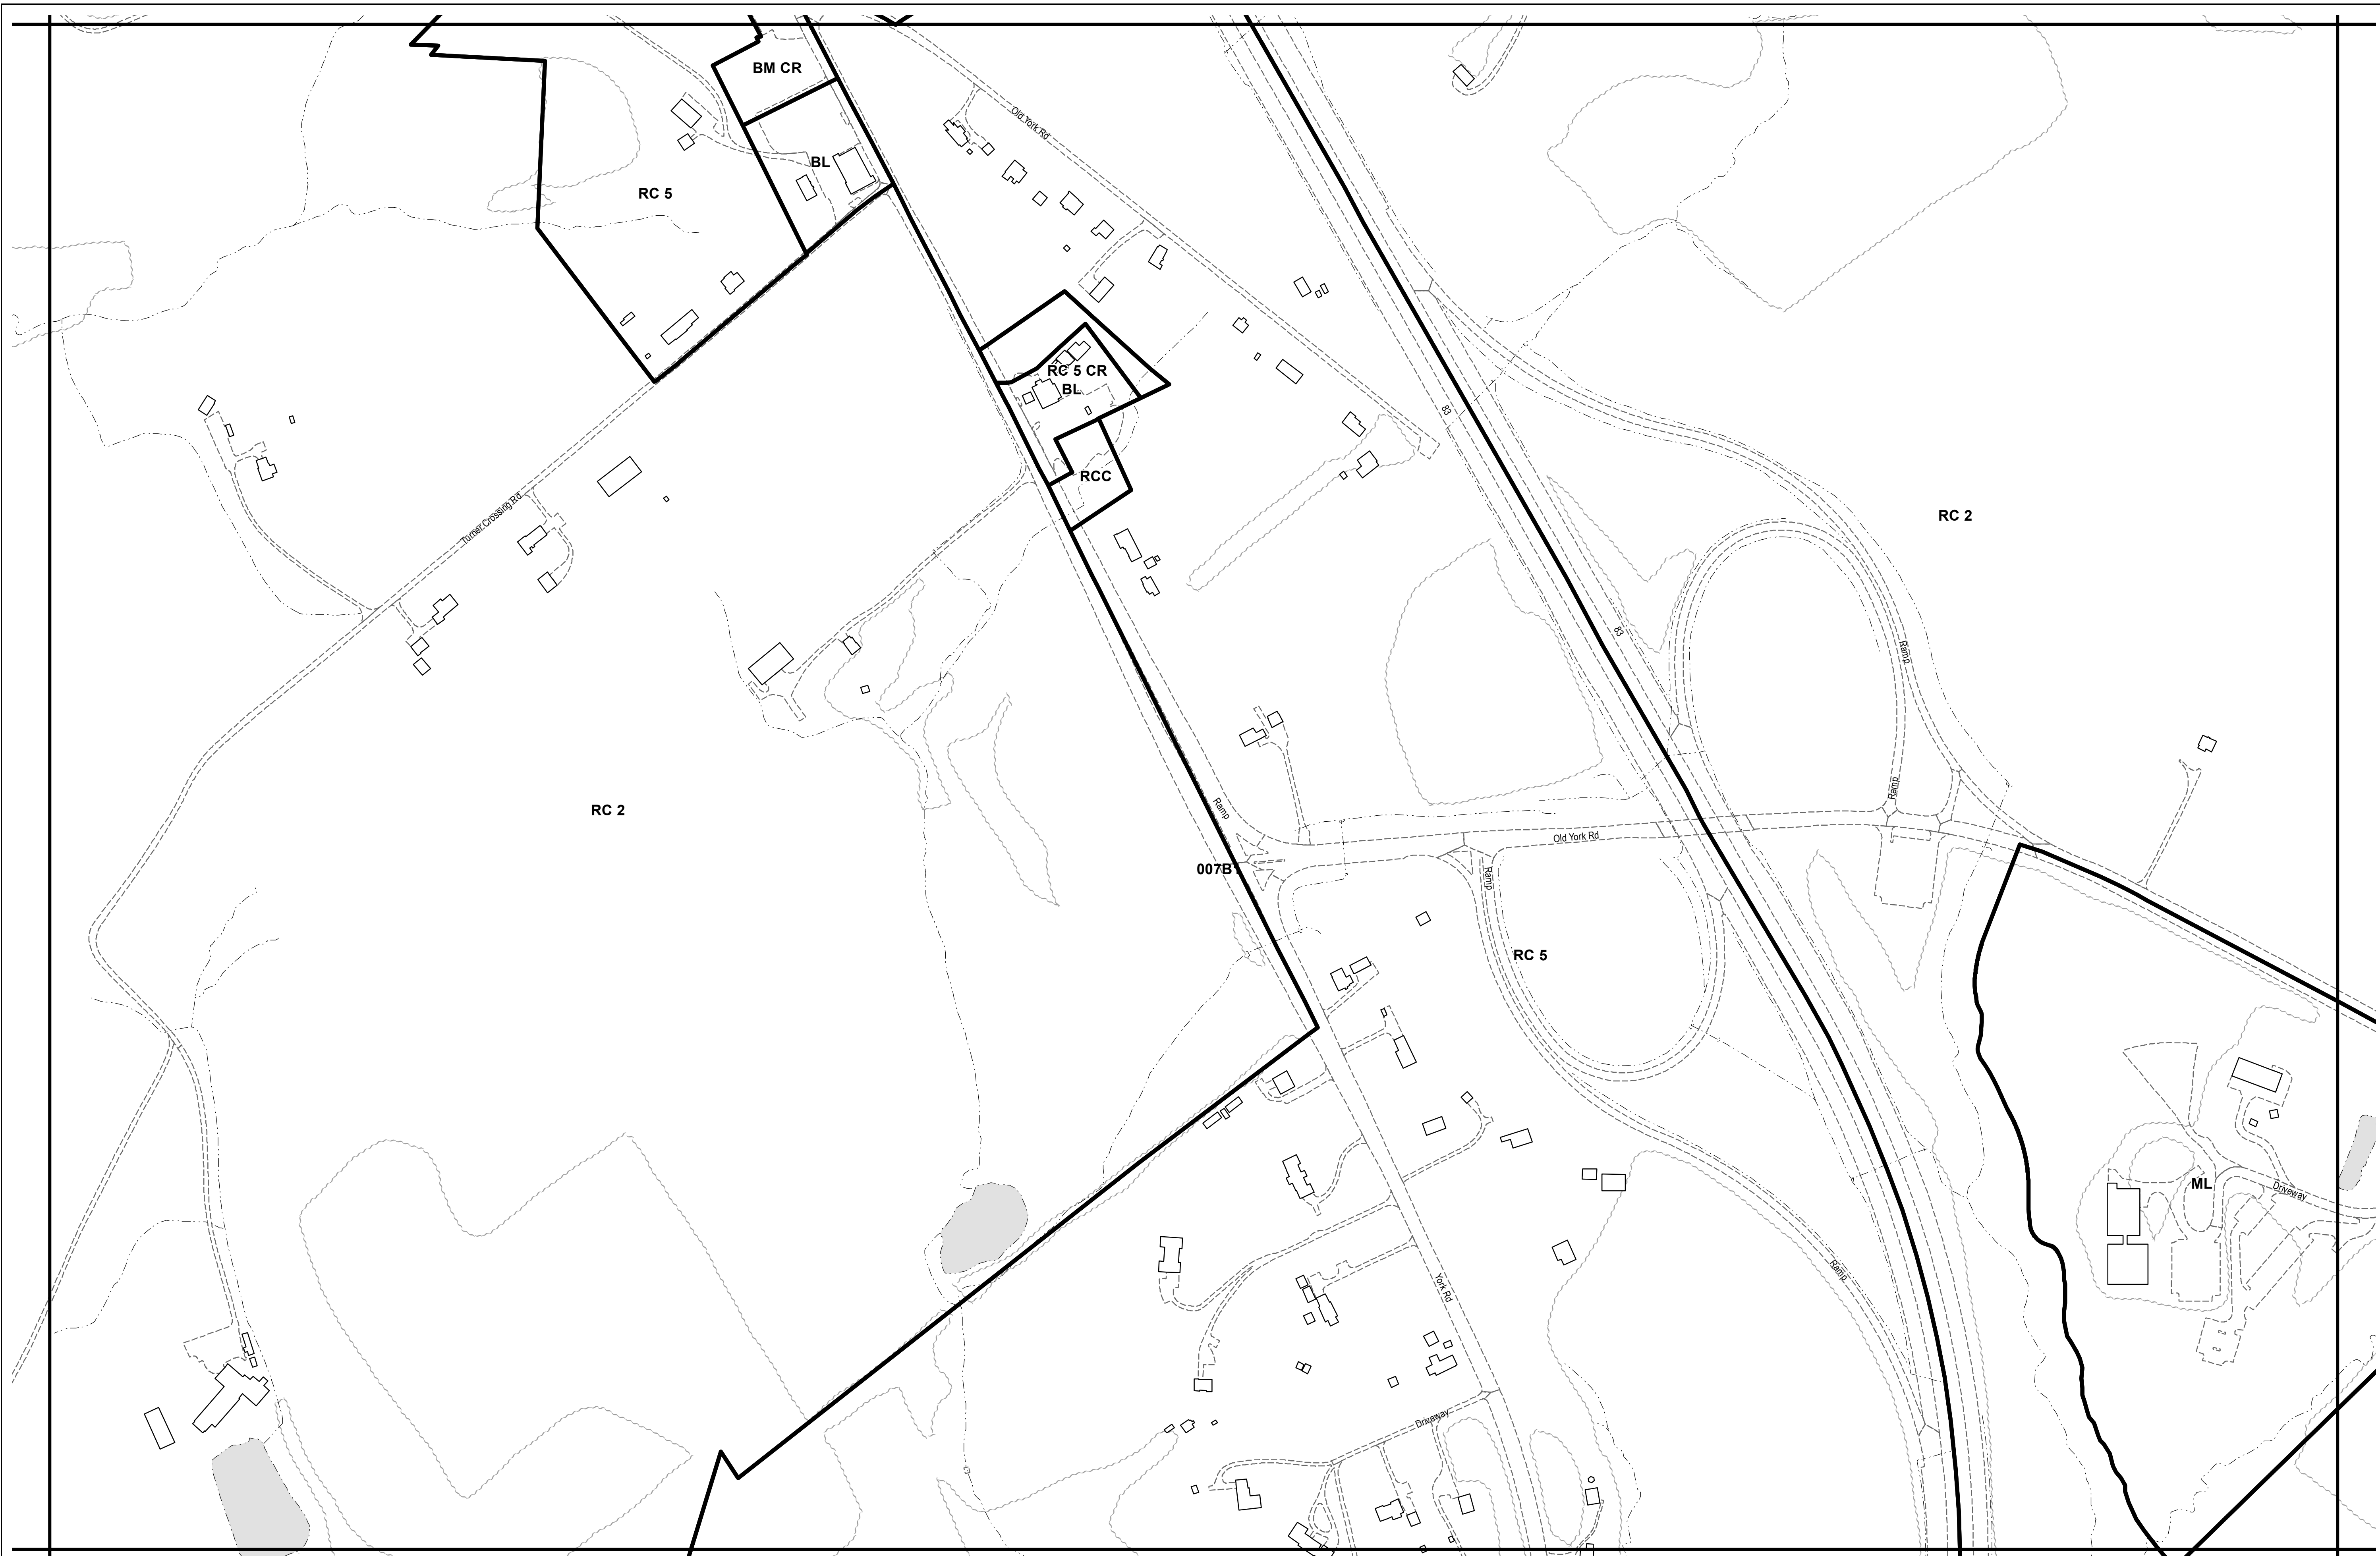 BM CR
Old York Rd
BL
RC 5
RC 5 CR
BL
83
RCC
Turner Crossing Rd
RC 2
83
Ramp
Ramp
Ramp
RC 2
Old York Rd
007B1
Ramp
RC 5
ML
Driveway
Ramp
York Rd
Driveway